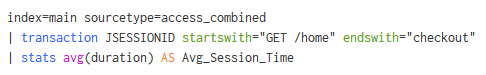 index=main sourcetype=access_combined
| transaction JSESSIONID startswith="GET /home" endswith="checkout"
| stats avg(duration) AS Avg_Session_Time